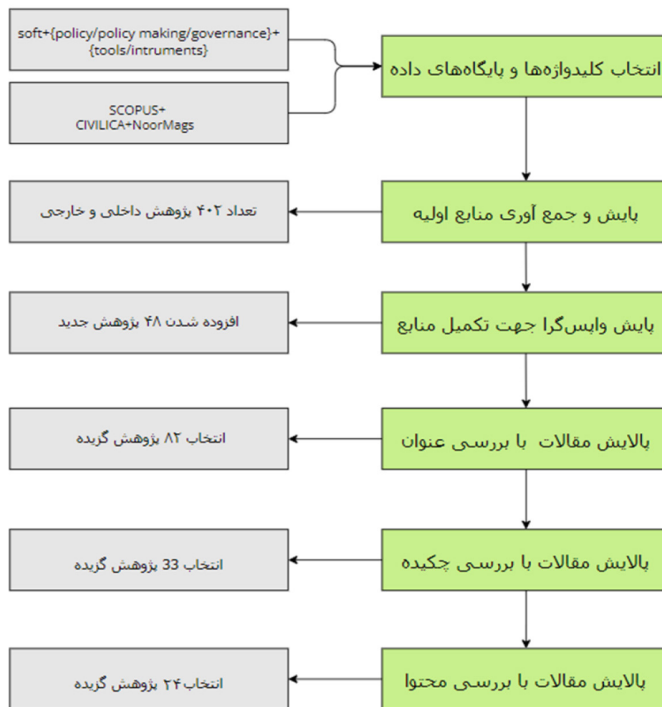 soft+{policy/policy making/governance}+
{tools/intruments}
انتخاب کلیدواژه‌ها و پایگاه‌های داده
SCOPUS+
CIVILICA+NoorMags
پایش و جمع آوری منابع اولیه
تعداد ۴۰۲ پژوهش داخلی و خارجی
پایش واپس‌گرا جهت تکمیل منابع
افزوده شدن ۴۸ پژوهش جدید
پالایش مقالات با بررسی عنوان
انتخاب ۸۲ پژوهش گزیده
پالایش مقالات با بررسی چکیده
انتخاب 33 پژوهش گزیده
پالایش مقالات با بررسی محتوا
انتخاب ۲۴ پژوهش گزیده